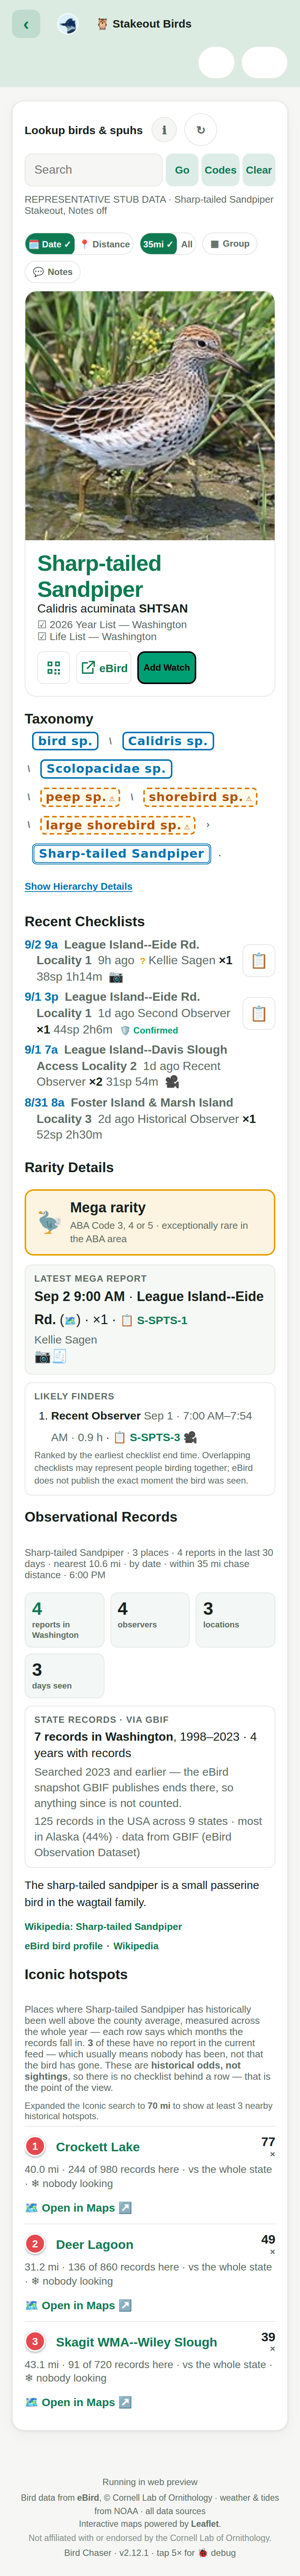 ‹ 🦉 Stakeout Birds
Lookup birds & spuhs ℹ ↻
Search Go Codes Clear
REPRESENTATIVE STUB DATA · Sharp-tailed Sandpiper
Stakeout, Notes off
🗓️ Date ✓ 📍 Distance 35mi ✓ All ▦ Group
💬 Notes
Sharp-tailed
Sandpiper
Calidris acuminata SHTSAN
☑ 2026 Year List — Washington
☑ Life List — Washington
eBird Add Watch
Taxonomy
bird sp. \ Calidris sp.
\ Scolopacidae sp.
\ peep sp.⚠ \ shorebird sp.⚠
\ large shorebird sp.⚠ ›
Sharp-tailed Sandpiper .
Show Hierarchy Details
Recent Checklists
9/2 9a League Island--Eide Rd.
Locality 1 9h ago ? Kellie Sagen ×1
38sp 1h14m 📷
📋
9/1 3p League Island--Eide Rd.
Locality 1 1d ago Second Observer
×1 44sp 2h6m 🛡️ Confirmed
📋
9/1 7a League Island--Davis Slough
Access Locality 2 1d ago Recent
Observer ×2 31sp 54m 🎥
8/31 8a Foster Island & Marsh Island
Locality 3 2d ago Historical Observer ×1
52sp 2h30m
Rarity Details
🦤 Mega rarity
ABA Code 3, 4 or 5 · exceptionally rare in
the ABA area
LATEST MEGA REPORT
Sep 2 9:00 AM · League Island--Eide
Rd. (🗺️) · ×1 · 📋 S-SPTS-1
Kellie Sagen
📷🧾
LIKELY FINDERS
1. Recent Observer Sep 1 · 7:00 AM–7:54
AM · 0.9 h · 📋 S-SPTS-3 🎥
Ranked by the earliest checklist end time. Overlapping
checklists may represent people birding together; eBird
does not publish the exact moment the bird was seen.
Observational Records
Sharp-tailed Sandpiper · 3 places · 4 reports in the last 30
days · nearest 10.6 mi · by date · within 35 mi chase
distance · 6:00 PM
4
reports in
Washington
4
observers
3
locations
3
days seen
STATE RECORDS · VIA GBIF
7 records in Washington, 1998–2023 · 4
years with records
Searched 2023 and earlier — the eBird
snapshot GBIF publishes ends there, so
anything since is not counted.
125 records in the USA across 9 states · most
in Alaska (44%) · data from GBIF (eBird
Observation Dataset)
The sharp-tailed sandpiper is a small passerine
bird in the wagtail family.
Wikipedia: Sharp-tailed Sandpiper
eBird bird profile · Wikipedia
Iconic hotspots
Places where Sharp-tailed Sandpiper has historically
been well above the county average, measured across
the whole year — each row says which months the
records fall in. 3 of these have no report in the current
feed — which usually means nobody has been, not that
the bird has gone. These are historical odds, not
sightings, so there is no checklist behind a row — that is
the point of the view.
Expanded the Iconic search to 70 mi to show at least 3 nearby
historical hotspots.
1 Crockett Lake 77
×
40.0 mi · 244 of 980 records here · vs the whole state
· ❄ nobody looking
🗺️ Open in Maps ↗️
2 Deer Lagoon 49
×
31.2 mi · 136 of 860 records here · vs the whole state
· ❄ nobody looking
🗺️ Open in Maps ↗️
3 Skagit WMA--Wiley Slough 39
×
43.1 mi · 91 of 720 records here · vs the whole state ·
❄ nobody looking
🗺️ Open in Maps ↗️
Running in web preview
Bird data from eBird, © Cornell Lab of Ornithology · weather & tides
from NOAA · all data sources
Interactive maps powered by Leaflet.
Not affiliated with or endorsed by the Cornell Lab of Ornithology.
Bird Chaser · v2.12.1 · tap 5× for 🐞 debug